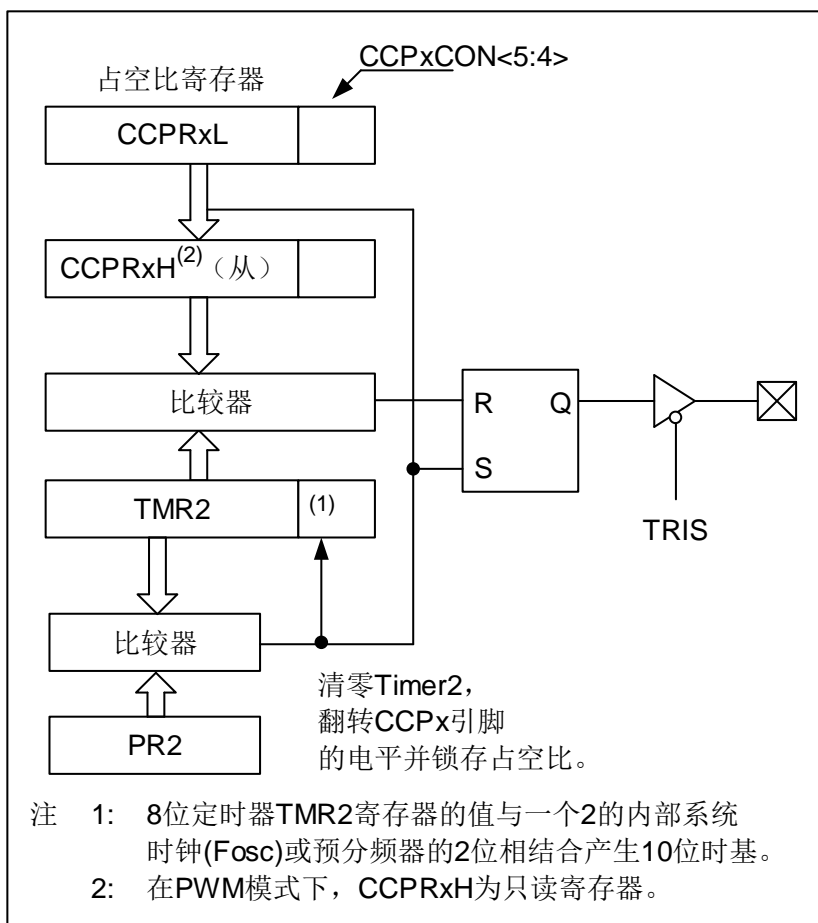 CCPxCON<5:4>
占空比寄存器
CCPRxL
CCPRxH(2)（从）
比较器
R Q
S
TMR2 (1)
TRIS
比较器
清零Timer2，
翻转CCPx引脚
的电平并锁存占空比。
PR2
注 1: 8位定时器TMR2寄存器的值与一个2的内部系统
时钟(Fosc)或预分频器的2位相结合产生10位时基。
2: 在PWM模式下，CCPRxH为只读寄存器。